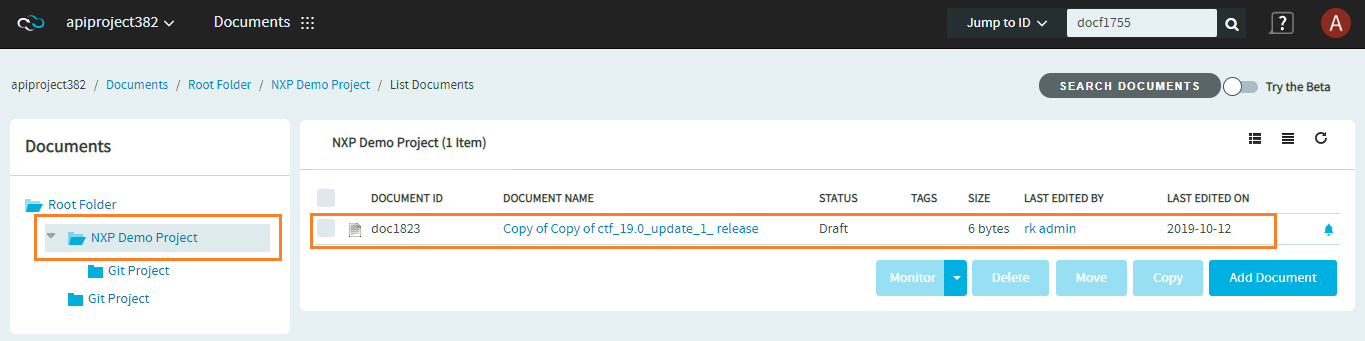 apiproject382 Documents Jump to ID docf1755 ? A
apiproject382 / Documents / Root Folder / NXP Demo Project / List Documents SEARCH DOCUMENTS Try the Beta
Documents
Root Folder
NXP Demo Project
Git Project
Git Project
NXP Demo Project (1 Item)
DOCUMENT ID DOCUMENT NAME STATUS TAGS SIZE LAST EDITED BY LAST EDITED ON
doc1823 Copy of Copy of ctf_19.0_update_1_ release Draft 6 bytes rk admin 2019-10-12
Monitor Delete Move Copy Add Document